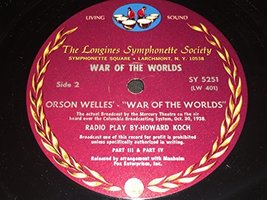 LIVING SOUND
The Longines Symphonette Society
SYMPHONETTE SQUARE • LARCHMONT, N. Y. 10538
WAR OF THE WORLDS
Side 2
SY 5251
(LW 401)
ORSON WELLES' - "WAR OF THE WORLDS"
The actual Broadcast by the Mercury Theatre on the air
heard over the Columbia Broadcasting System, Oct. 30, 1938.
RADIO PLAY BY-HOWARD KOCH
Broadcast use of this record for profit is prohibited
unless specifically authorized in writing.
PART III & PART IV
Released by arrangement with Manheim
Fox Enterprises, Inc.